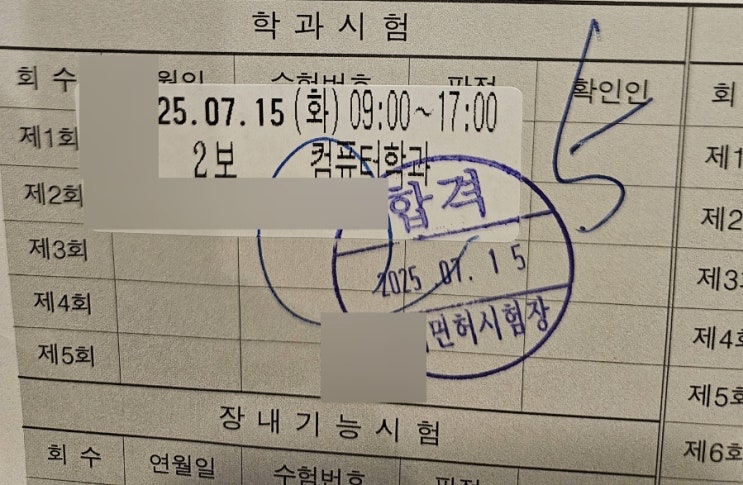 학 과 시 험
회 수 월일 수험번호 판정 확인인 회
25.07.15(화) 09:00~17:00
제1회 제1
2보 컴퓨터학과
제2회 합격 제2
제3회 2025 07. 15 제3
제4회 면허시험장 제4
제5회 제5회
장 내 기 능 시 험 제6회
회 수 연월일 수험번호 판정
5